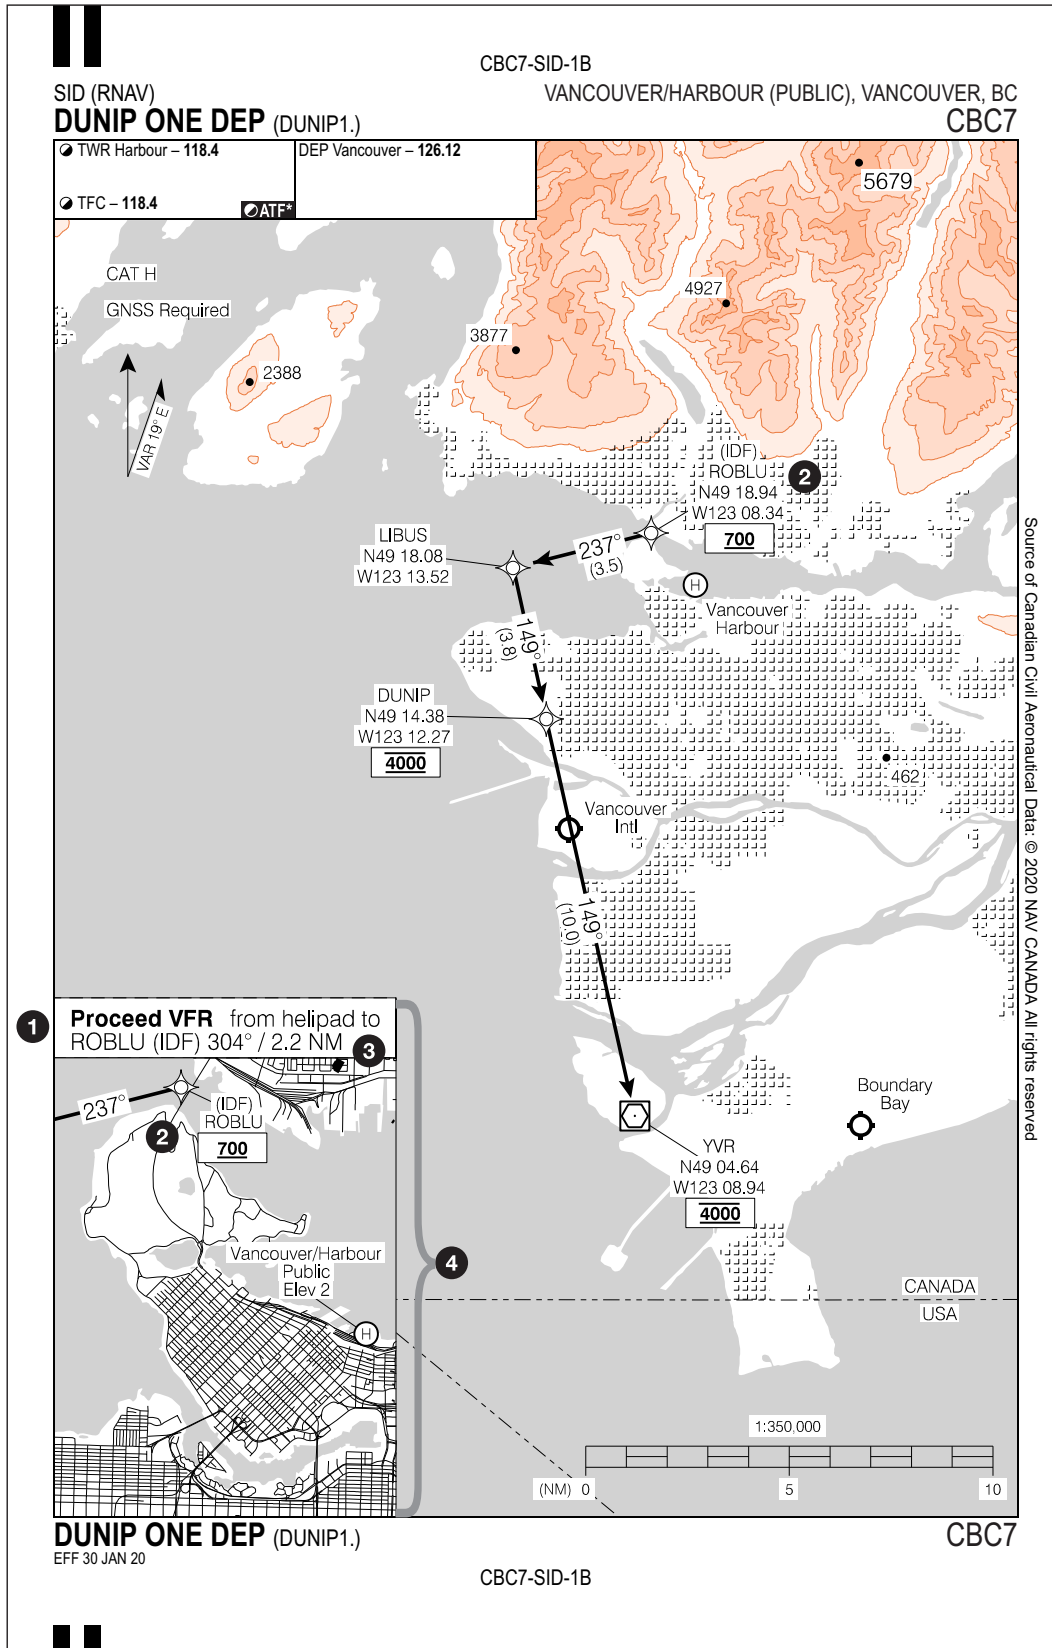 CBC7-SID-1B
SID (RNAV)
VANCOUVER/HARBOUR (PUBLIC), VANCOUVER, BC
DUNIP ONE DEP (DUNIP1.)
CBC7
TWR Harbour – 118.4
DEP Vancouver – 126.12
TFC – 118.4
ATF*
5679
CAT H
GNSS Required
4927
3877
2388
VAR 19° E
(IDF)
ROBLU
N49 18.94
W123 08.34
700
2
LIBUS
N49 18.08
W123 13.52
237°
(3.5)
H
Vancouver
Harbour
149°
(3.8)
DUNIP
N49 14.38
W123 12.27
4000
462
Vancouver
Intl
149°
(10.0)
Source of Canadian Civil Aeronautical Data: © 2020 NAV CANADA All rights reserved
1
Proceed VFR from helipad to
ROBLU (IDF) 304° / 2.2 NM
3
237°
(IDF)
ROBLU
2
700
Boundary
Bay
YVR
N49 04.64
W123 08.94
4000
Vancouver/Harbour
Public
Elev 2
H
4
CANADA
USA
1:350,000
(NM) 0 5 10
DUNIP ONE DEP (DUNIP1.)
CBC7
EFF 30 JAN 20
CBC7-SID-1B